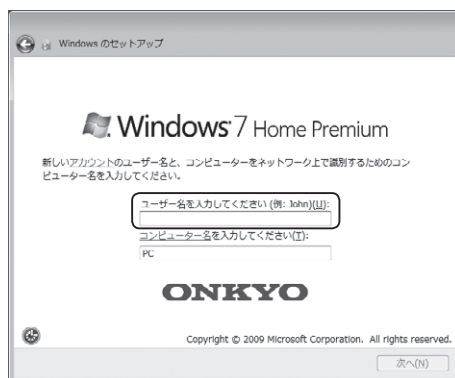 Windows のセットアップ
Windows 7 Home Premium
新しいアカウントのユーザー名と、コンピューターをネットワーク上で識別するためのコン
ピューター名を入力してください。
ユーザー名を入力してください (例: John)(U):
コンピューター名を入力してください(T):
PC
ONKYO
Copyright © 2009 Microsoft Corporation. All rights reserved.
次へ(N)